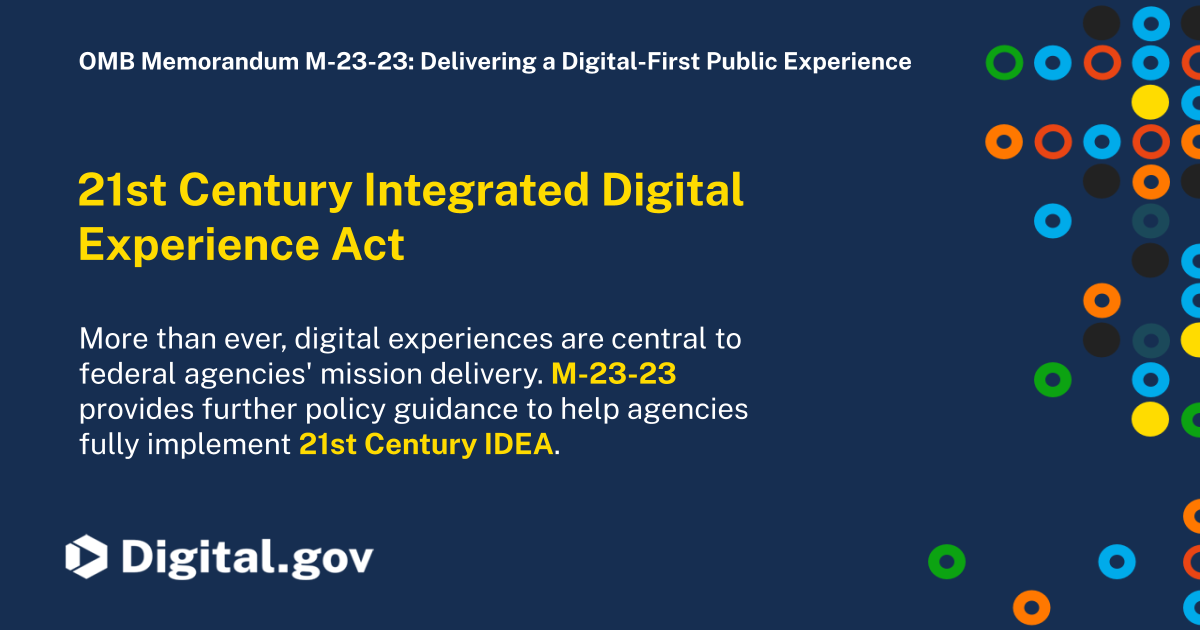 OMB Memorandum M-23-23: Delivering a Digital-First Public Experience
21st Century Integrated Digital
Experience Act
More than ever, digital experiences are central to
federal agencies' mission delivery. M-23-23
provides further policy guidance to help agencies
fully implement 21st Century IDEA.
Digital.gov